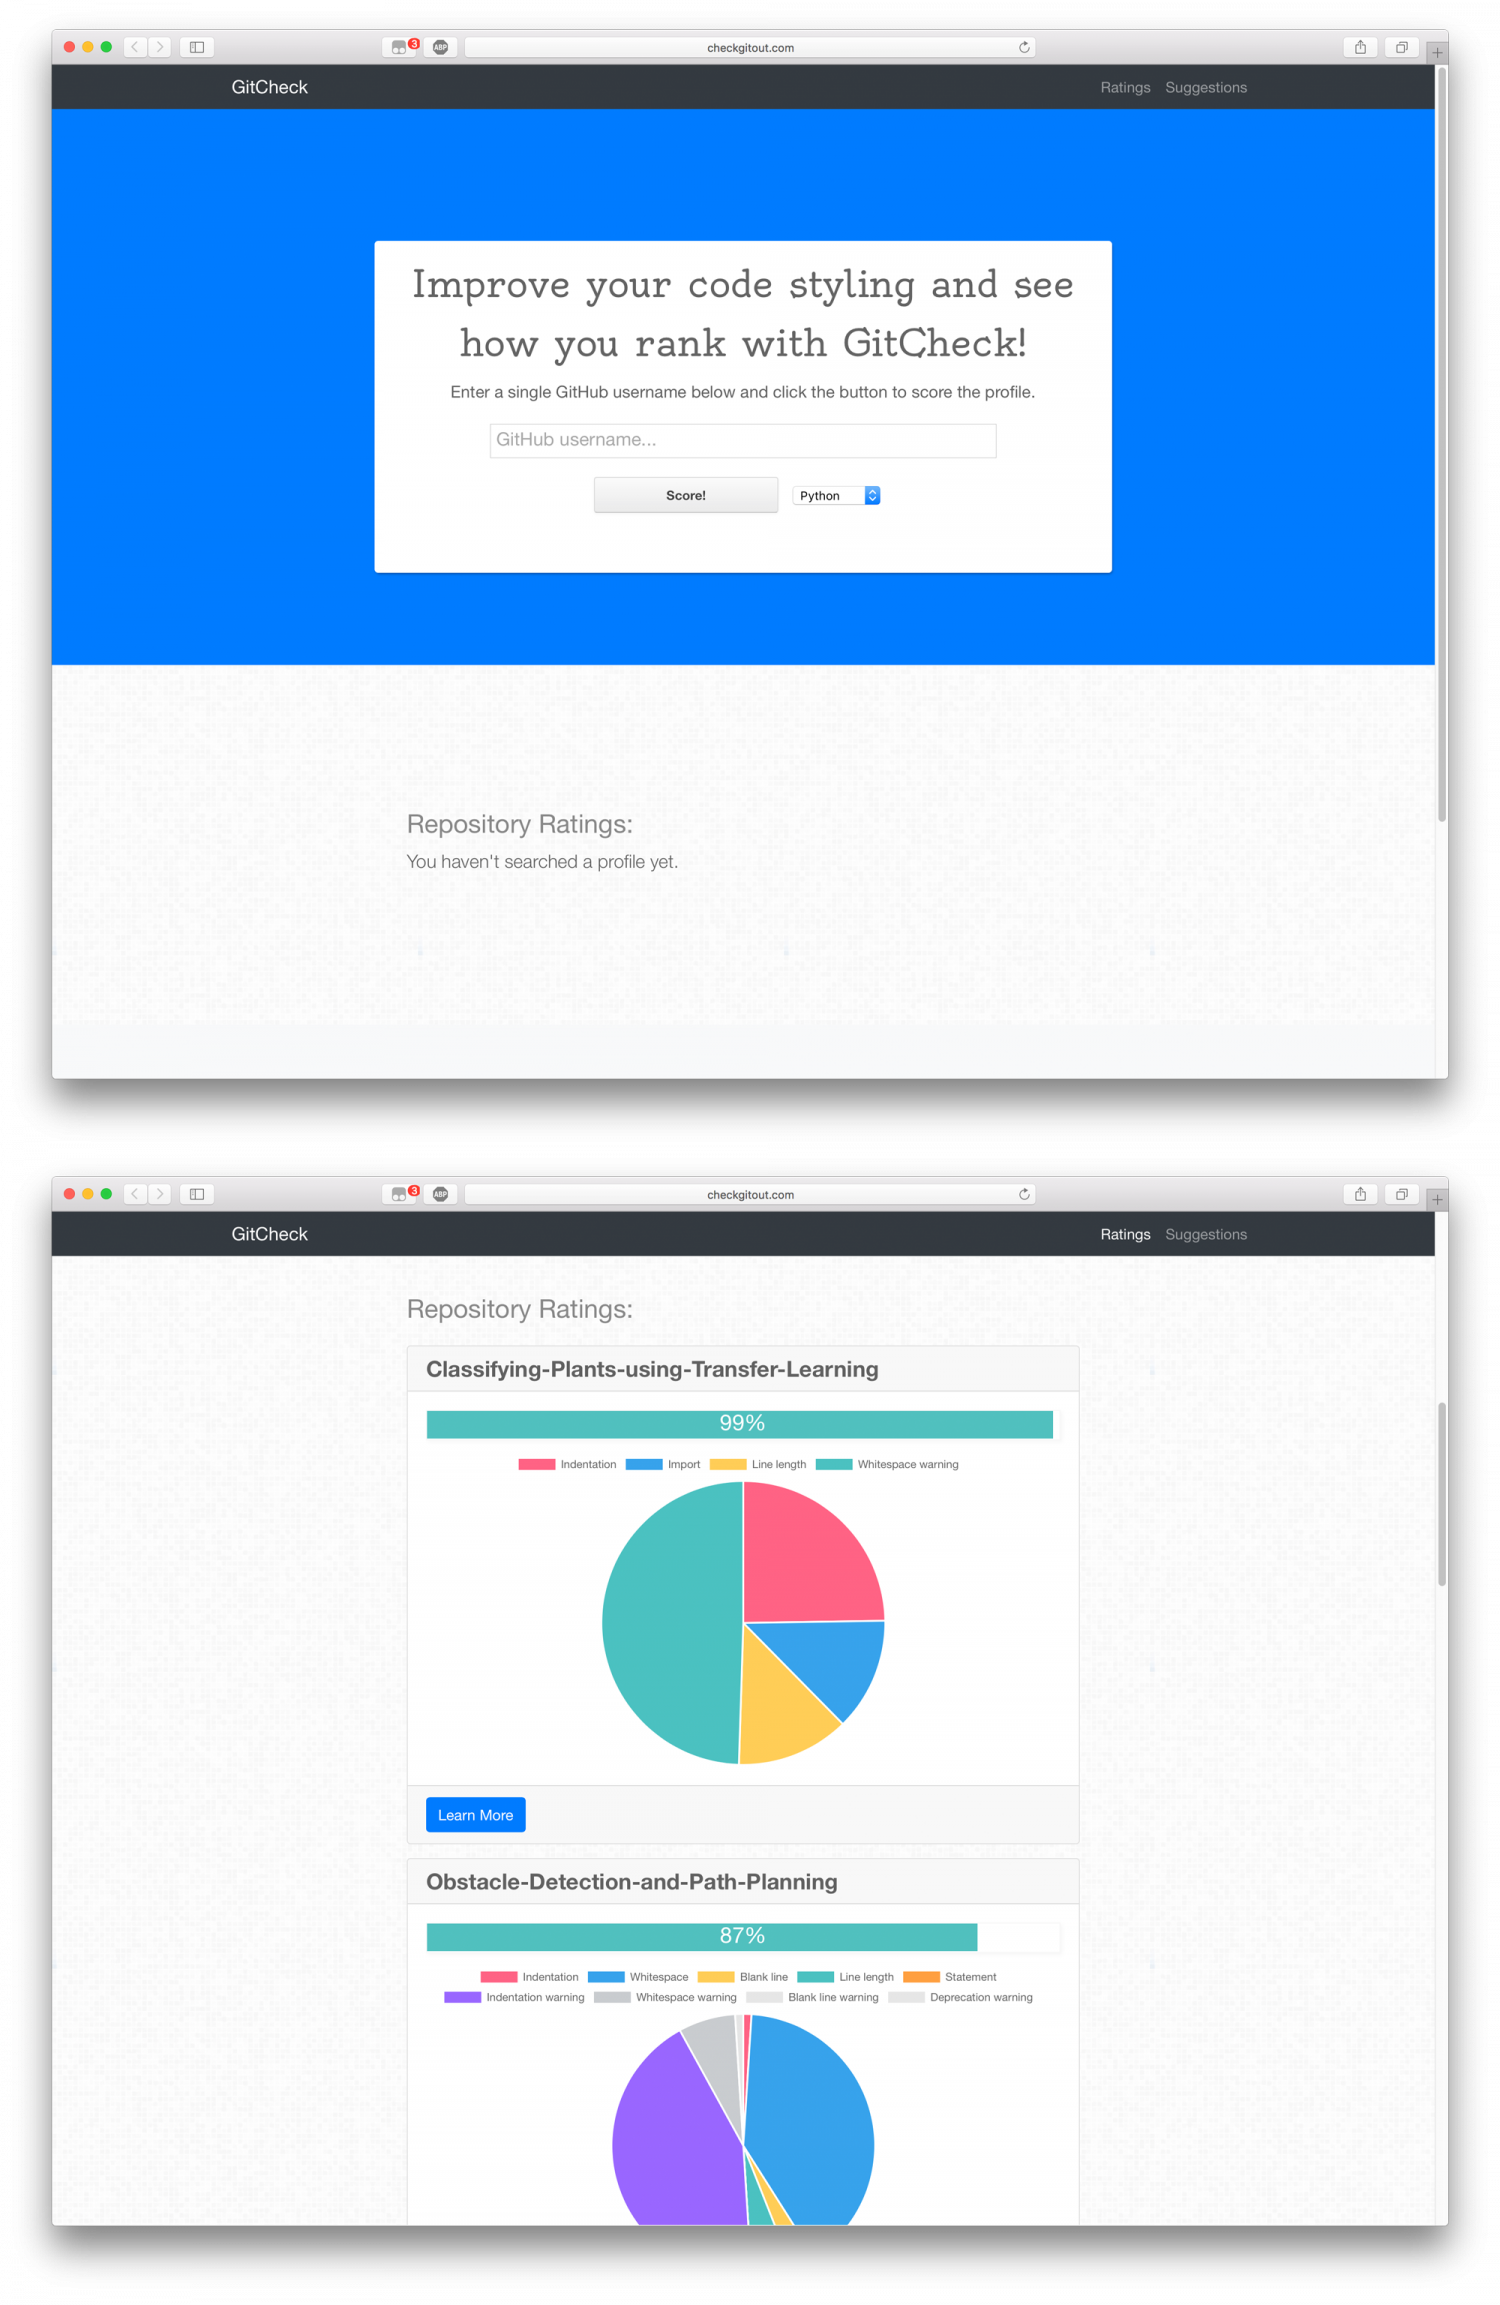 3
ABP
checkgitout.com
GitCheck
Ratings Suggestions
Improve your code styling and see
how you rank with GitCheck!
Enter a single GitHub username below and click the button to score the profile.
GitHub username...
Score!
Python
Repository Ratings:
You haven't searched a profile yet.
3
ABP
checkgitout.com
GitCheck
Ratings Suggestions
Repository Ratings:
Classifying-Plants-using-Transfer-Learning
99%
Indentation Import Line length Whitespace warning
Learn More
Obstacle-Detection-and-Path-Planning
87%
Indentation Whitespace Blank line Line length Statement
Indentation warning Whitespace warning Blank line warning Deprecation warning